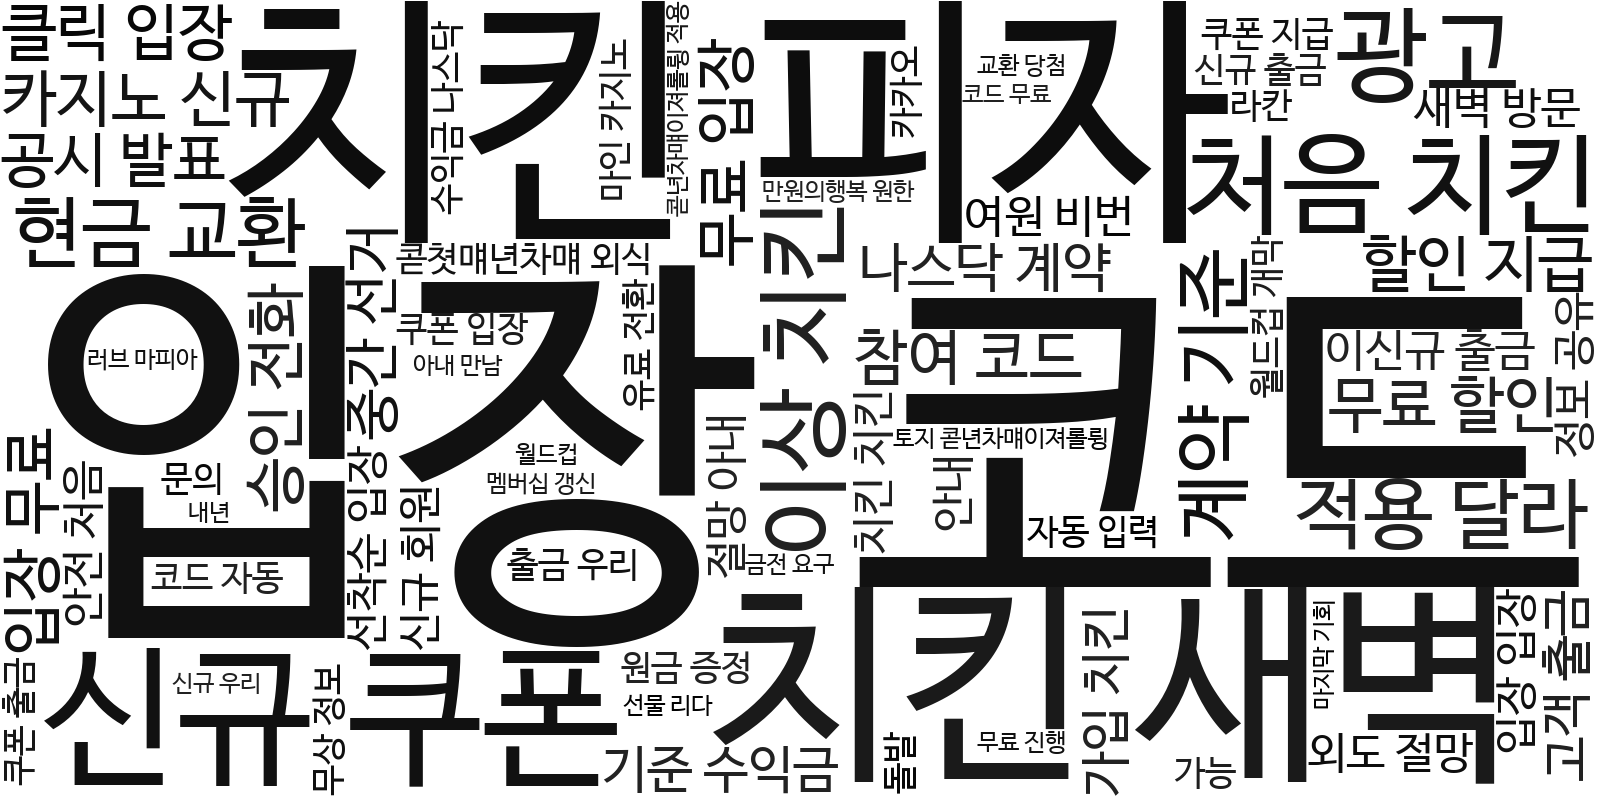 클릭 입장
치킨 피자
광고
쿠폰 지급
신규 출금
라칸
새벽 방문
카지노 신규
공시 발표
현금 교환
수익금 나스닥
마인 카지노
콘년차매이져률륑 적용
무료 입장
카카오
교환 당첨
코드 무료
만원의행복 원한
여원 비번
처음 치킨
할인 지급
나스닥 계약
콛쳣먜년차먜 외식
쿠폰 입장
아내 만남
유료 전환
입장 코드
러브 마피아
승인 전화
중간 선거
이상 치킨
참여 코드
계약 기준
월드컵 개막
이신규 출금
무료 할인
정보 공유
토지 콘년차매이져률륑
월드컵
멤버십 갱신
절망 아내
치킨 치킨
안내
자동 입력
적용 달라
입장 무료
안전 처음
문의
내년
코드 자동
선착순 입장
신규 회원
출금 우리
금전 요구
신규 쿠폰
치킨 새벽
쿠폰 출금
신규 우리
무상 정보
원금 증정
선물 리다
기준 수익금
돌발
무료 진행
가입 치킨
가능
마지막 기회
외도 절망
입장 입장
고객 출금